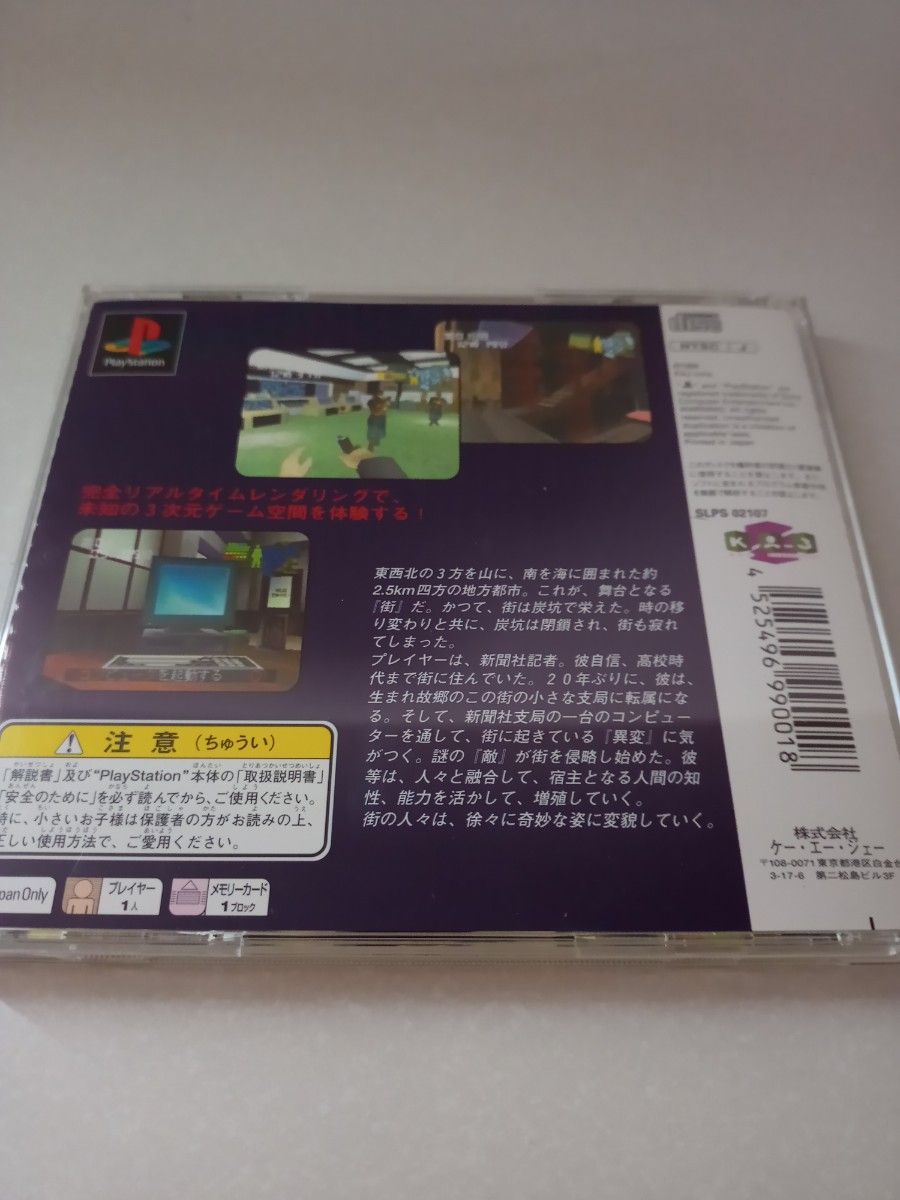 PlayStation
完全リアルタイムレンダリングで、
未知の3次元ゲーム空間を体験する!
を起動する
東西北の3方を山に、南を海に囲まれた約
2.5km四方の地方都市。これが、舞台となる
『街』だ。かつて、街は炭坑で栄えた。時の移
り変わりと共に、炭坑は閉鎖され、街も寂れ
てしまった。
プレイヤーは、新聞社記者。彼自信、高校時
代まで街に住んでいた。20年ぶりに、彼は、
生まれ故郷のこの街の小さな支局に転属にな
る。そして、新聞社支局の一台のコンピュー
ターを通して、街に起きている『異変』に気
がつく。謎の『敵』が街を侵略し始めた。彼
等は、人々と融合して、宿主となる人間の知
性、能力を活かして、増殖していく。
街の人々は、徐々に奇妙な姿に変貌していく。
注意(ちゅうい)
「解説書」及び"PlayStation"本体の「取扱説明書」
「安全のために」を必ず読んでから、ご使用ください。
特に、小さいお子様は保護者の方がお読みの上、
正しい使用方法で、ご愛用ください。
pan Only
プレイヤー
1人
メモリーカード
1ブロック
NTSC J
SLPS 02107
4 525496 990018
株式会社
ケー・エー・ジェー
〒108-0071 東京都港区白金台
3-17-6 第二松島ビル3F